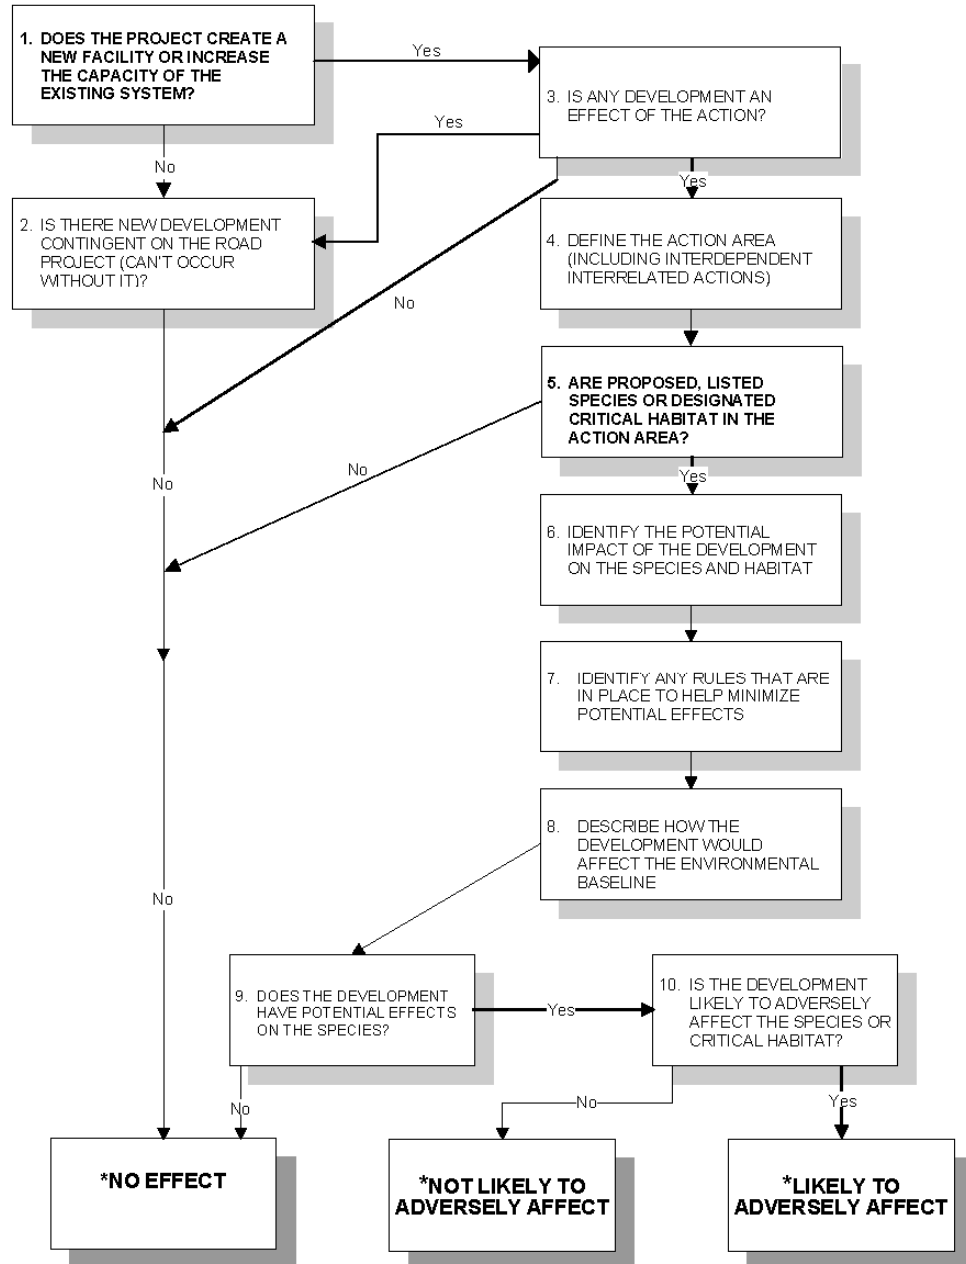 1. DOES THE PROJECT CREATE A
NEW FACILITY OR INCREASE
THE CAPACITY OF THE
EXISTING SYSTEM?
Yes
3. IS ANY DEVELOPMENT AN
EFFECT OF THE ACTION?
Yes
No
Yes
2. IS THERE NEW DEVELOPMENT
CONTINGENT ON THE ROAD
PROJECT (CAN'T OCCUR
WITHOUT IT)?
4. DEFINE THE ACTION AREA
(INCLUDING INTERDEPENDENT
INTERRELATED ACTIONS)
No
5. ARE PROPOSED, LISTED
SPECIES OR DESIGNATED
CRITICAL HABITAT IN THE
ACTION AREA?
No
No
Yes
6. IDENTIFY THE POTENTIAL
IMPACT OF THE DEVELOPMENT
ON THE SPECIES AND HABITAT
7. IDENTIFY ANY RULES THAT ARE
IN PLACE TO HELP MINIMIZE
POTENTIAL EFFECTS
8. DESCRIBE HOW THE
DEVELOPMENT WOULD
AFFECT THE ENVIRONMENTAL
BASELINE
No
9. DOES THE DEVELOPMENT
HAVE POTENTIAL EFFECTS
ON THE SPECIES?
Yes
10. IS THE DEVELOPMENT
LIKELY TO ADVERSELY
AFFECT THE SPECIES OR
CRITICAL HABITAT?
No
No
Yes
*NO EFFECT
*NOT LIKELY TO
ADVERSELY AFFECT
*LIKELY TO
ADVERSELY AFFECT